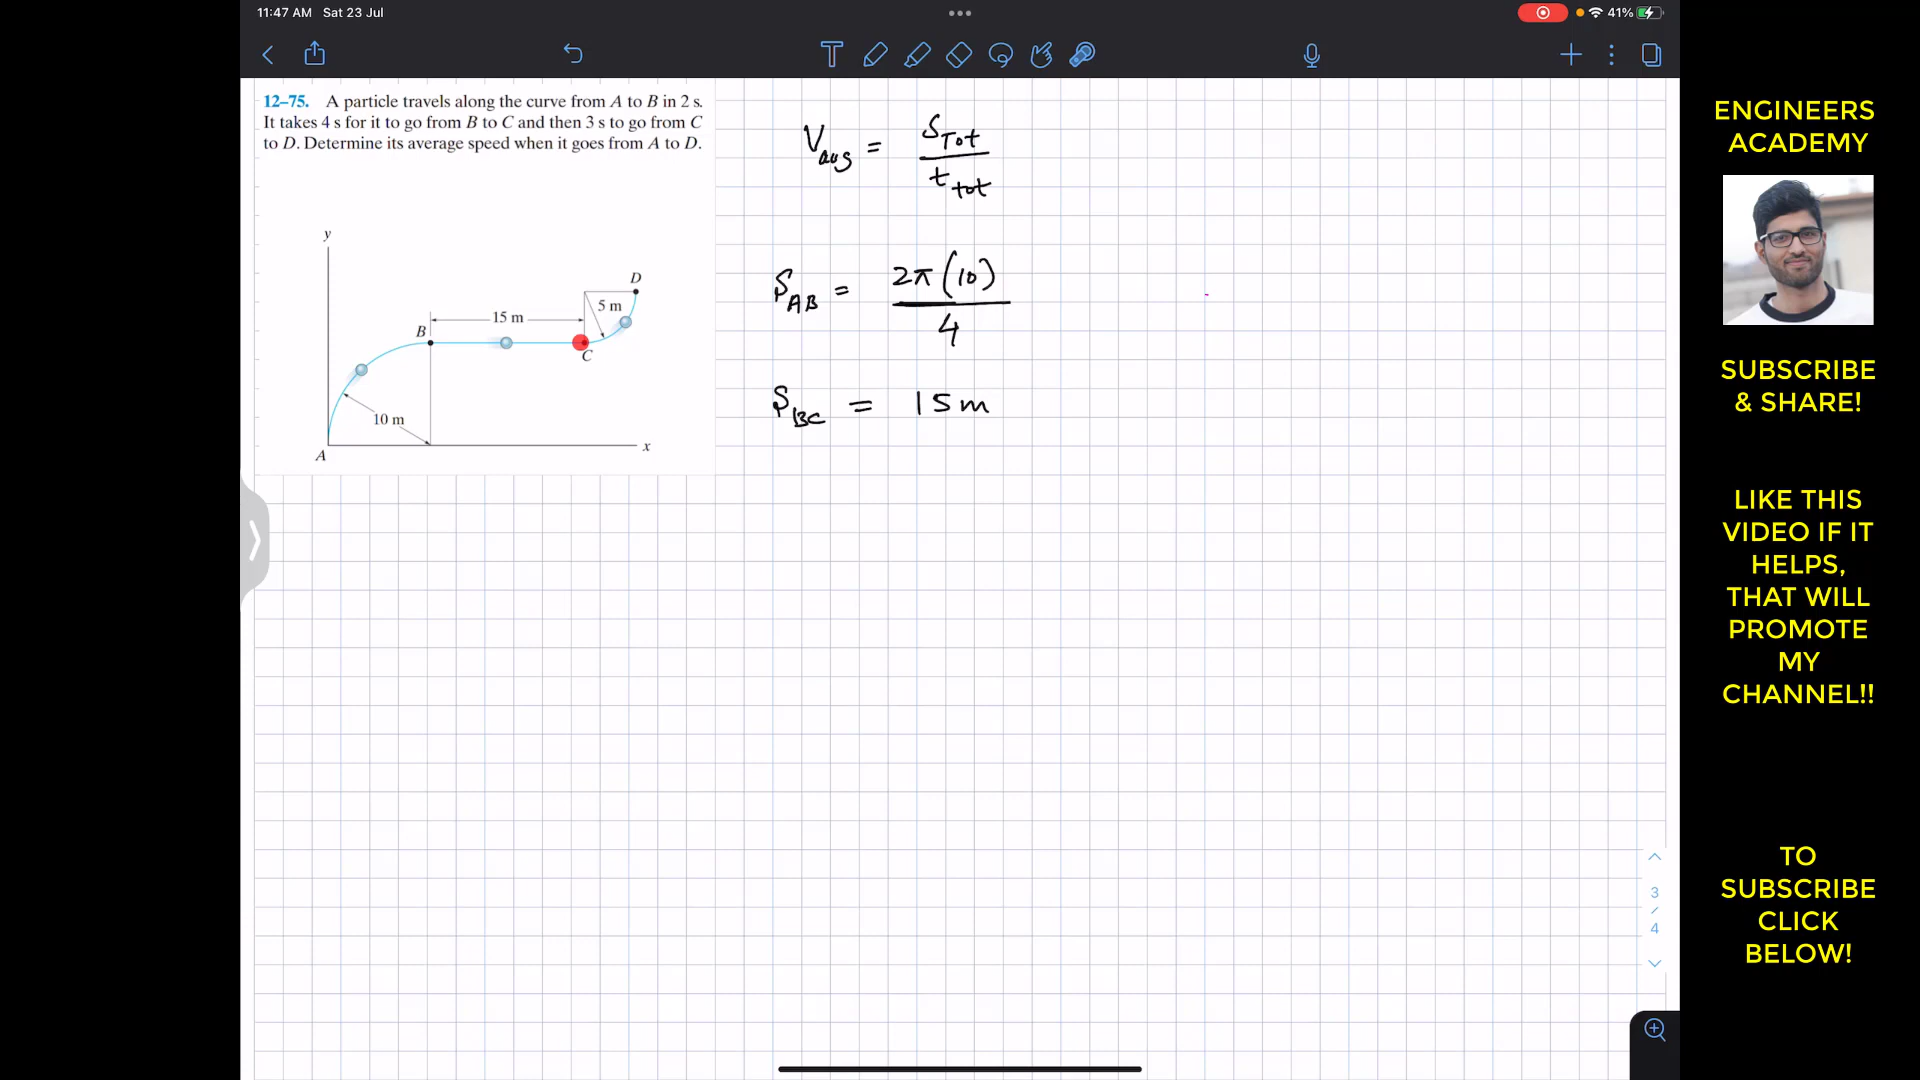 11:47 AM Sat 23 Jul
41%
12–75. A particle travels along the curve from A to B in 2 s.
It takes 4 s for it to go from B to C and then 3 s to go from C
to D. Determine its average speed when it goes from A to D.
y
D
5 m
15 m
B
C
10 m
A
x
Vavg = STot / ttot
SAB = 2π(10) / 4
SBC = 15m
3
/
4
ENGINEERS
ACADEMY
SUBSCRIBE
& SHARE!
LIKE THIS
VIDEO IF IT
HELPS,
THAT WILL
PROMOTE
MY
CHANNEL!!
TO
SUBSCRIBE
CLICK
BELOW!